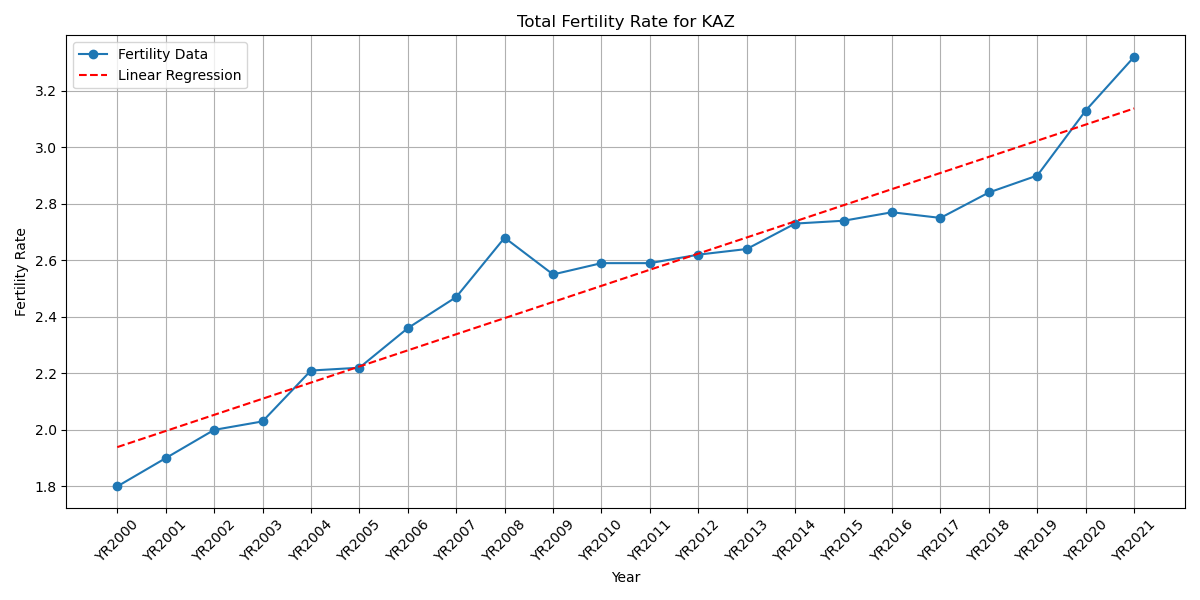 Total Fertility Rate for KAZ
Fertility Data
Linear Regression
Fertility Rate
3.2
3.0
2.8
2.6
2.4
2.2
2.0
1.8
YR2000
YR2001
YR2002
YR2003
YR2004
YR2005
YR2006
YR2007
YR2008
YR2009
YR2010
YR2011
YR2012
YR2013
YR2014
YR2015
YR2016
YR2017
YR2018
YR2019
YR2020
YR2021
Year